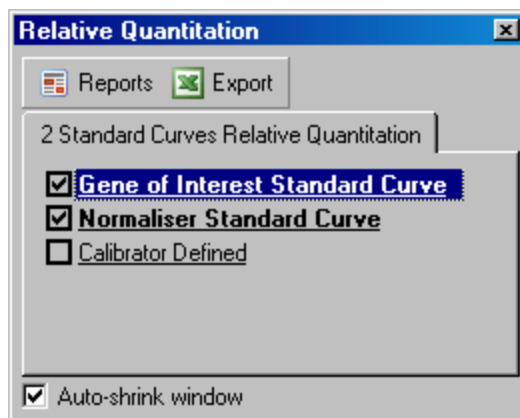 Relative Quantitation
Reports Export
2 Standard Curves Relative Quantitation
Gene of Interest Standard Curve
Normaliser Standard Curve
Calibrator Defined
Auto-shrink window